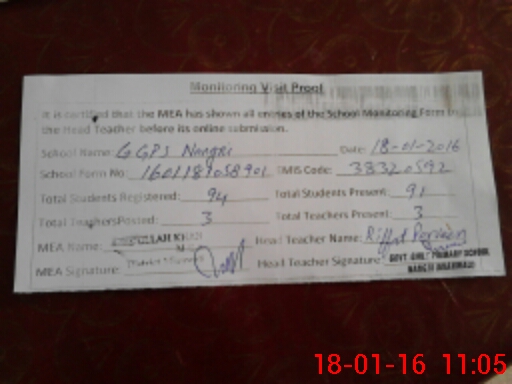 Monitoring Visit Proof
It is certified that the MEA has shown all entries of the School Monitoring Form to
the Head Teacher before its online submission.
School Name: GGPS Nangri Date: 18-01-2016
School Form No: 1601181058901 EMIS Code: 38320592
Total Students Registered: 94 Total Students Present: 91
Total Teachers Posted: 3 Total Teachers Present: 3
MEA Name: KHAN Head Teacher Name: Riffat Parveen
MEA Signature: Head Teacher Signature: GOVT. GIRLS PRIMARY SCHOOL
18-01-16 11:05